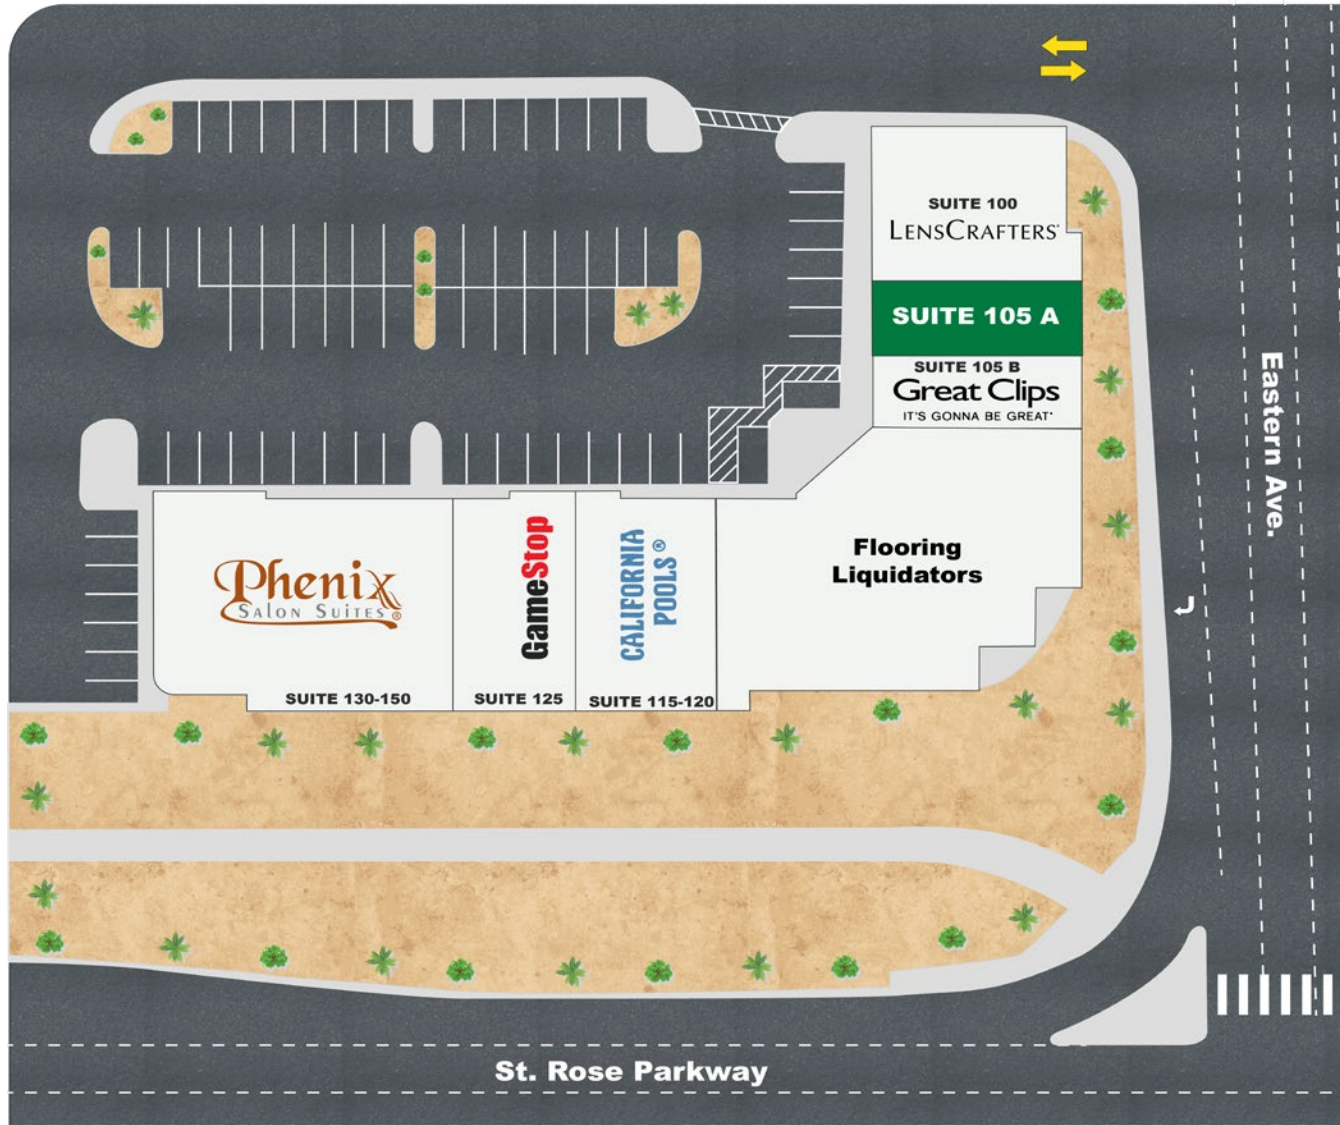 SUITE 100
LENSCRAFTERS®
SUITE 105 A
SUITE 105 B
Great Clips
IT'S GONNA BE GREAT®
Eastern Ave.
Flooring
Liquidators
Phenix
SALON SUITES®
SUITE 130-150
GameStop
SUITE 125
CALIFORNIA
POOLS®
SUITE 115-120
St. Rose Parkway